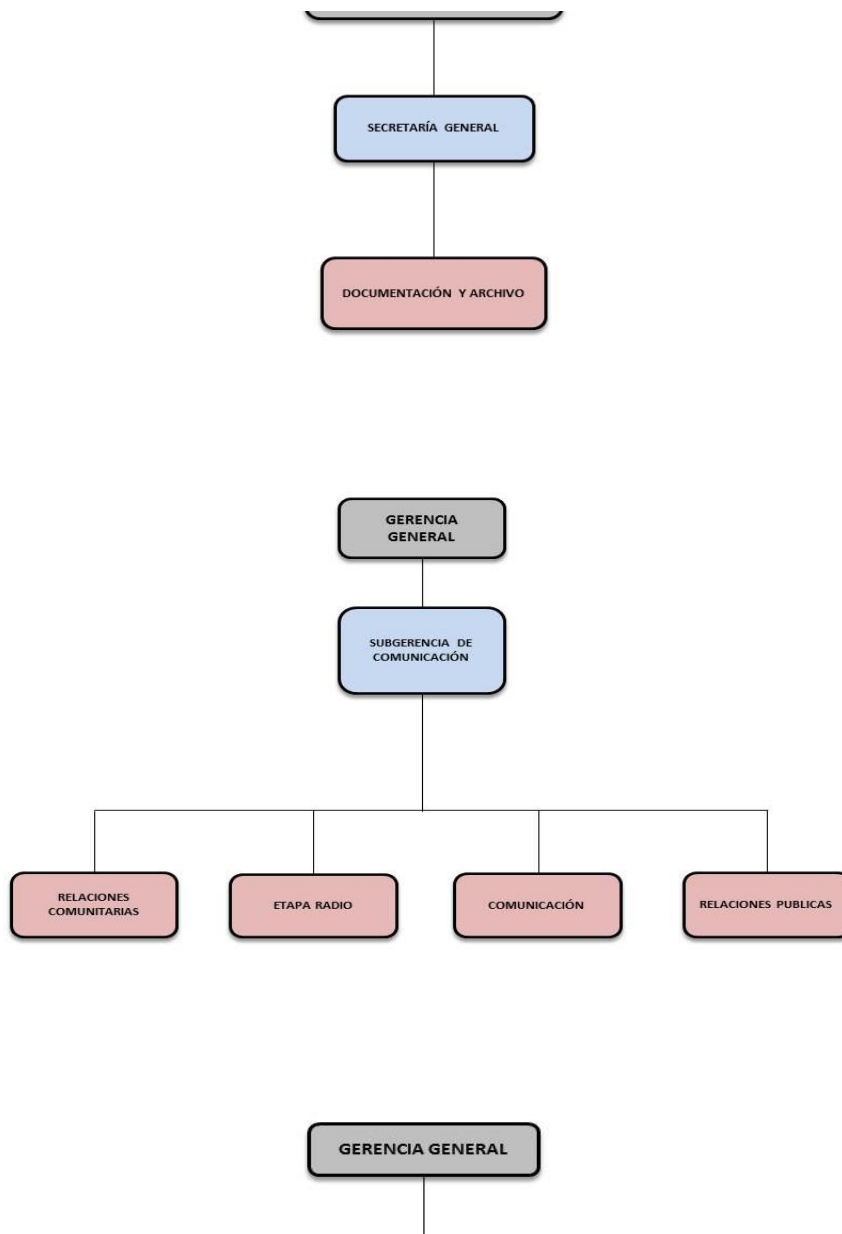 SECRETARÍA GENERAL
DOCUMENTACIÓN Y ARCHIVO
GERENCIA
GENERAL
SUBGERENCIA DE
COMUNICACIÓN
RELACIONES
COMUNITARIAS
ETAPA RADIO
COMUNICACIÓN
RELACIONES PUBLICAS
GERENCIA GENERAL